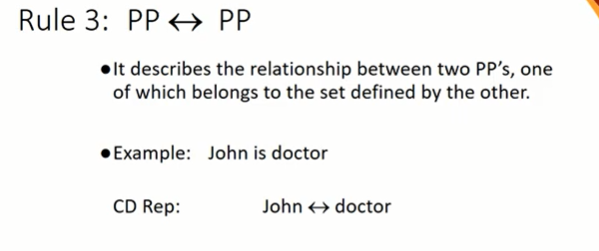 Rule 3: PP ↔ PP
●It describes the relationship between two PP’s, one
of which belongs to the set defined by the other.
●Example: John is doctor
CD Rep: John ↔ doctor